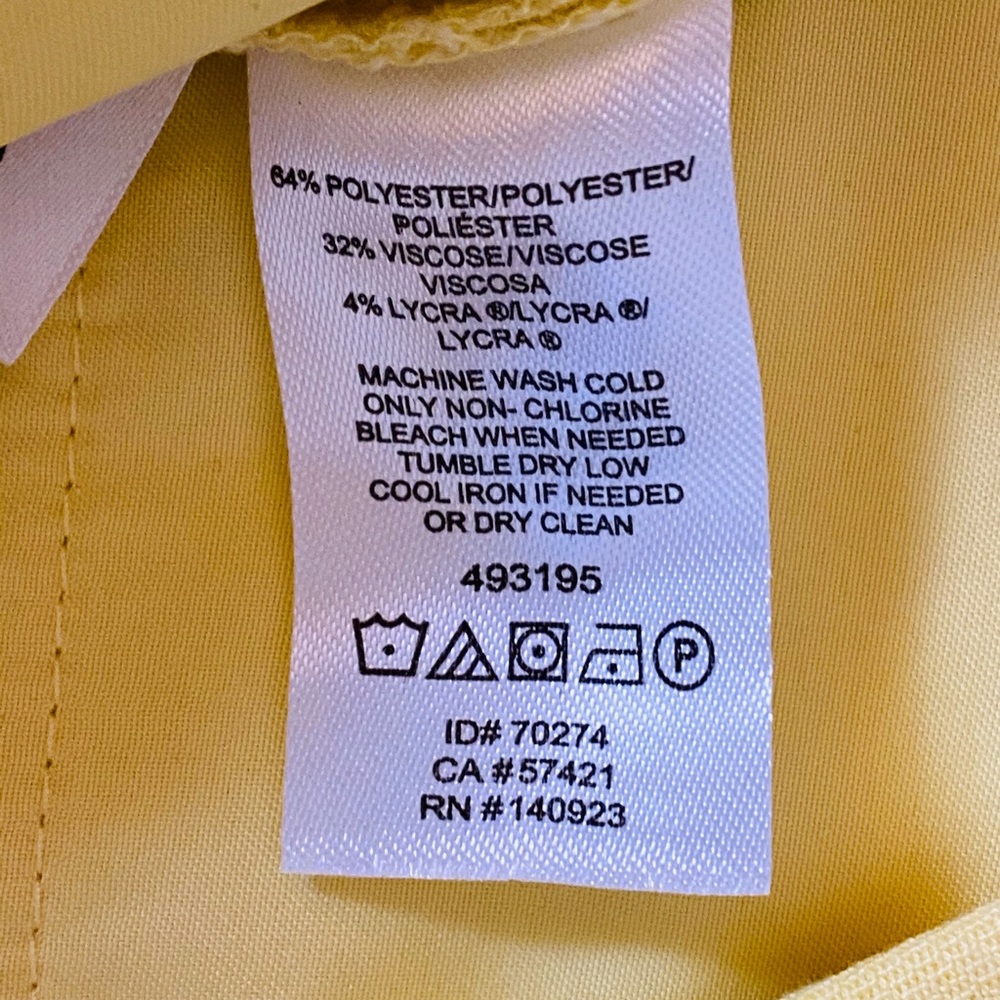 64% POLYESTER/POLYESTER/
POLIÉSTER
32% VISCOSE/VISCOSE
VISCOSA
4% LYCRA ®/LYCRA ®/
LYCRA ®
MACHINE WASH COLD
ONLY NON- CHLORINE
BLEACH WHEN NEEDED
TUMBLE DRY LOW
COOL IRON IF NEEDED
OR DRY CLEAN
493195
P
ID# 70274
CA #57421
RN #140923